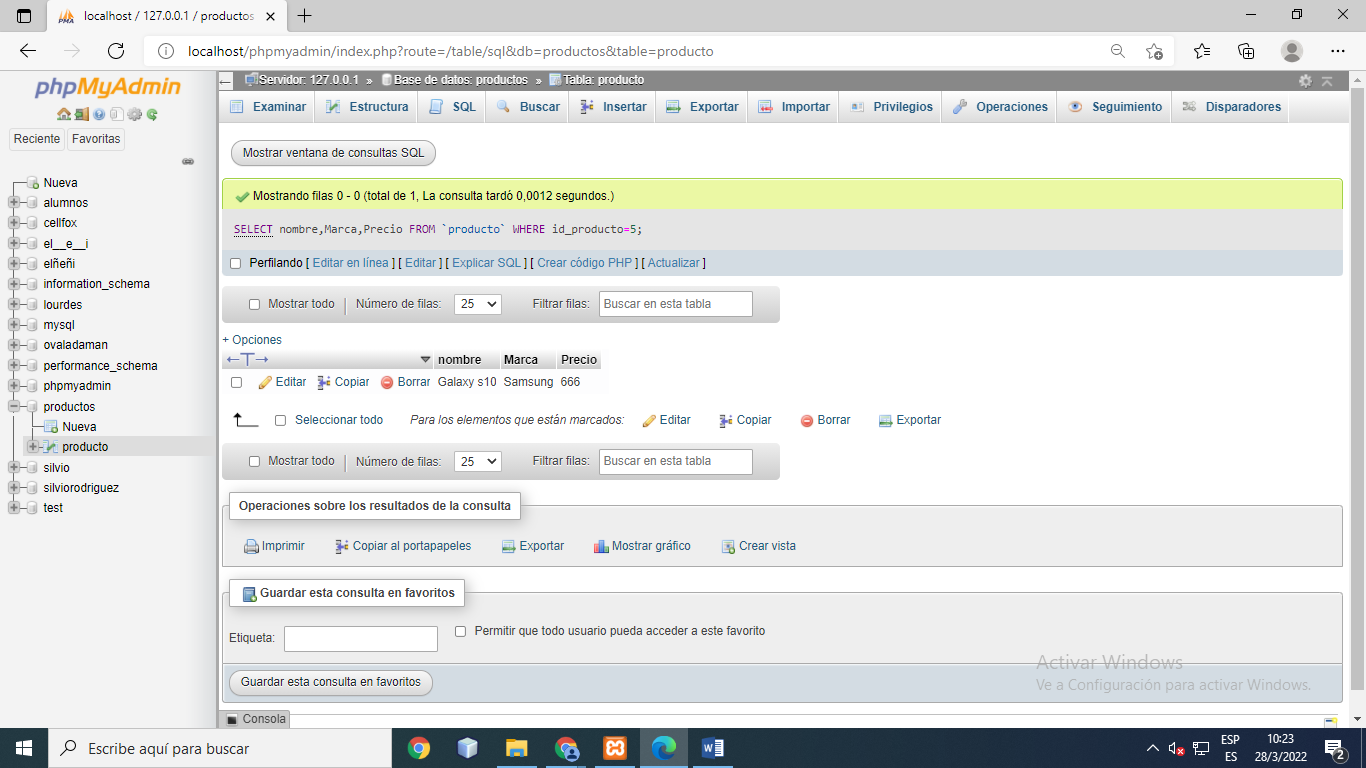 localhost / 127.0.0.1 / productos
localhost/phpmyadmin/index.php?route=/table/sql&db=productos&table=producto
phpMyAdmin
Reciente Favoritas
Nueva
alumnos
cellfox
el__e_i
elñeñi
information_schema
lourdes
mysql
ovaladaman
performance_schema
phpmyadmin
productos
Nueva
producto
silvio
silviorodriguez
test
Servidor: 127.0.0.1 » Base de datos: productos » Tabla: producto
Examinar Estructura SQL Buscar Insertar Exportar Importar Privilegios Operaciones Seguimiento Disparadores
Mostrar ventana de consultas SQL
Mostrando filas 0 - 0 (total de 1, La consulta tardó 0,0012 segundos.)
SELECT nombre,Marca,Precio FROM `producto` WHERE id_producto=5;
Perfilando [ Editar en línea ] [ Editar ] [ Explicar SQL ] [ Crear código PHP ] [ Actualizar ]
Mostrar todo Número de filas: 25 Filtrar filas: Buscar en esta tabla
+ Opciones
←T→ nombre Marca Precio
Editar Copiar Borrar Galaxy s10 Samsung 666
Seleccionar todo Para los elementos que están marcados: Editar Copiar Borrar Exportar
Mostrar todo Número de filas: 25 Filtrar filas: Buscar en esta tabla
Operaciones sobre los resultados de la consulta
Imprimir Copiar al portapapeles Exportar Mostrar gráfico Crear vista
Guardar esta consulta en favoritos
Etiqueta: Permitir que todo usuario pueda acceder a este favorito
Guardar esta consulta en favoritos
Activar Windows
Ve a Configuración para activar Windows.
Consola
Escribe aquí para buscar
ESP
ES
10:23
28/3/2022
2